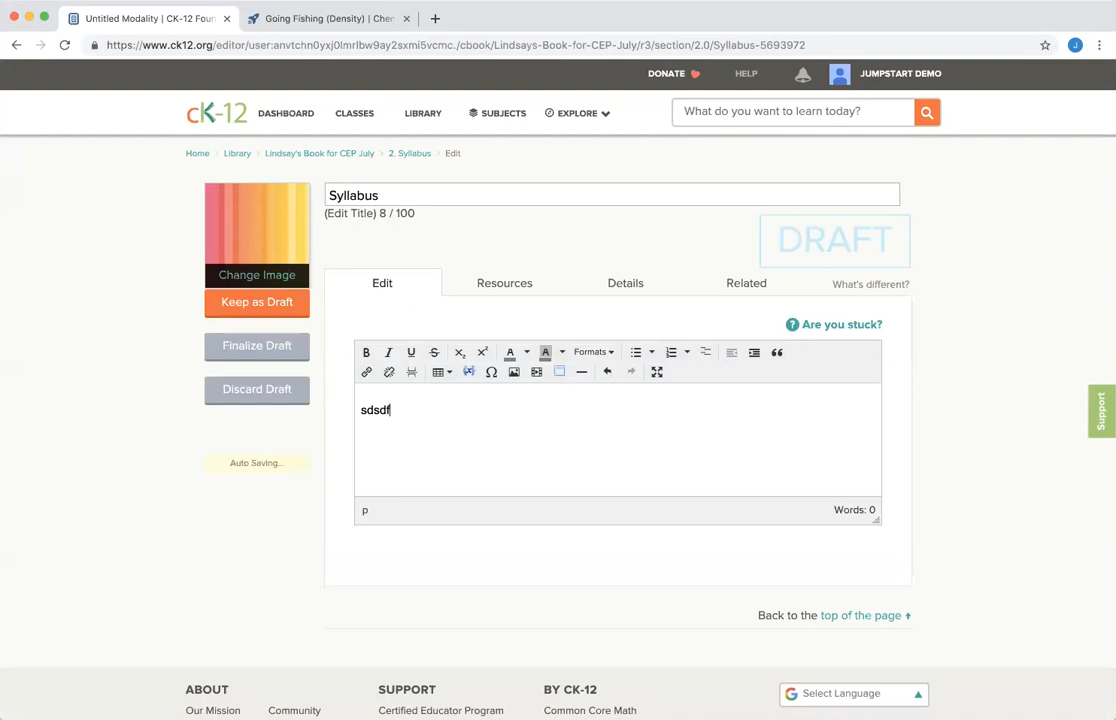 Untitled Modality | CK-12 Foun
Going Fishing (Density) | Chem
https://www.ck12.org/editor/user:anvtchn0yxj0lmrlbw9ay2sxmi5vcmc./cbook/Lindsays-Book-for-CEP-July/r3/section/2.0/Syllabus-5693972
J
DONATE
HELP
JUMPSTART DEMO
cK-12
DASHBOARD
CLASSES
LIBRARY
SUBJECTS
EXPLORE
What do you want to learn today?
Home
Library
Lindsay's Book for CEP July
2. Syllabus
Edit
Syllabus
(Edit Title) 8 / 100
DRAFT
Change Image
Keep as Draft
Finalize Draft
Discard Draft
Auto Saving...
Edit
Resources
Details
Related
What's different?
? Are you stuck?
B I U S X2 X2 A A Formats
Ω
sdsdf
p
Words: 0
Support
Back to the top of the page
ABOUT
SUPPORT
BY CK-12
G Select Language
Our Mission
Community
Certified Educator Program
Common Core Math